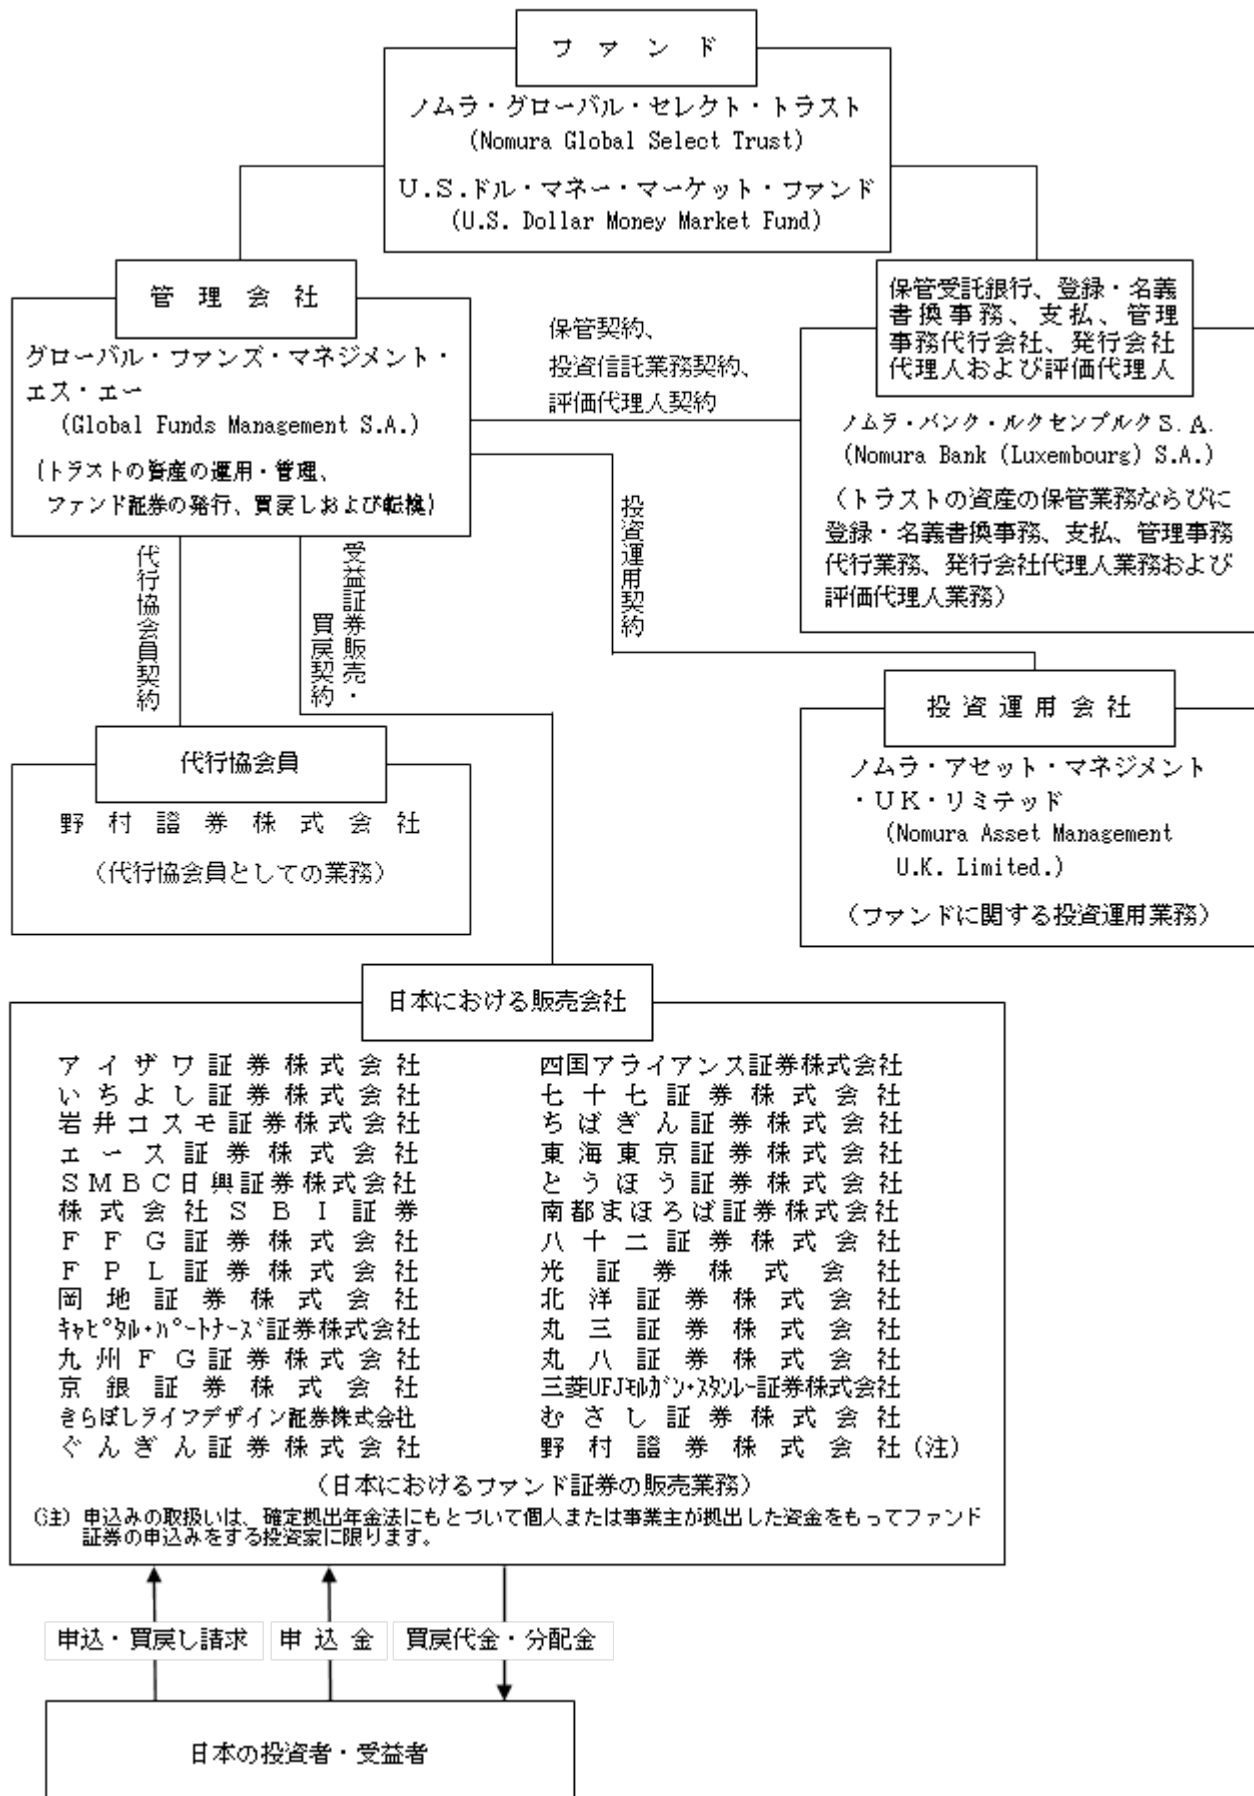 ファンド
ノムラ・グローバル・セレクト・トラスト
(Nomura Global Select Trust)
U.S.ドル・マネー・マーケット・ファンド
(U.S. Dollar Money Market Fund)
管理会社
グローバル・ファンズ・マネジメント・
エス・エー
(Global Funds Management S.A.)
(トラストの資産の運用・管理、
ファンド証券の発行、買戻しおよび転換)
保管契約、
投資信託業務契約、
評価代理人契約
保管受託銀行、登録・名義
書換事務、支払、管理
事務代行会社、発行会社
代理人および評価代理人
ノムラ・バンク・ルクセンブルクS.A.
(Nomura Bank (Luxembourg) S.A.)
(トラストの資産の保管業務ならびに
登録・名義書換事務、支払、管理事務
代行業務、発行会社代理人業務および
評価代理人業務)
代行協会員契約
受益証券販売・
買戻契約
投資運用契約
投資運用会社
ノムラ・アセット・マネジメント
・UK・リミテッド
(Nomura Asset Management
U.K. Limited.)
(ファンドに関する投資運用業務)
代行協会員
野村證券株式会社
(代行協会員としての業務)
日本における販売会社
アイザワ証券株式会社
いちよし証券株式会社
岩井コスモ証券株式会社
エース証券株式会社
SMBC日興証券株式会社
株式会社SBI証券
FFG証券株式会社
FPL証券株式会社
岡地証券株式会社
キャピタル・パートナーズ証券株式会社
九州FG証券株式会社
京銀証券株式会社
きらぼしライフデザイン証券株式会社
ぐんぎん証券株式会社
四国アライアンス証券株式会社
七十七証券株式会社
ちばぎん証券株式会社
東海東京証券株式会社
とうほう証券株式会社
南都まほろば証券株式会社
八十二証券株式会社
光証券株式会社
北洋証券株式会社
丸三証券株式会社
丸八証券株式会社
三菱UFJモルガン・スタンレー証券株式会社
むさし証券株式会社
野村證券株式会社(注)
(日本におけるファンド証券の販売業務)
(注) 申込みの取扱いは、確定拠出年金法にもとづいて個人または事業主が拠出した資金をもってファンド
証券の申込みをする投資家に限ります。
申込・買戻し請求
申込金
買戻代金・分配金
日本の投資者・受益者